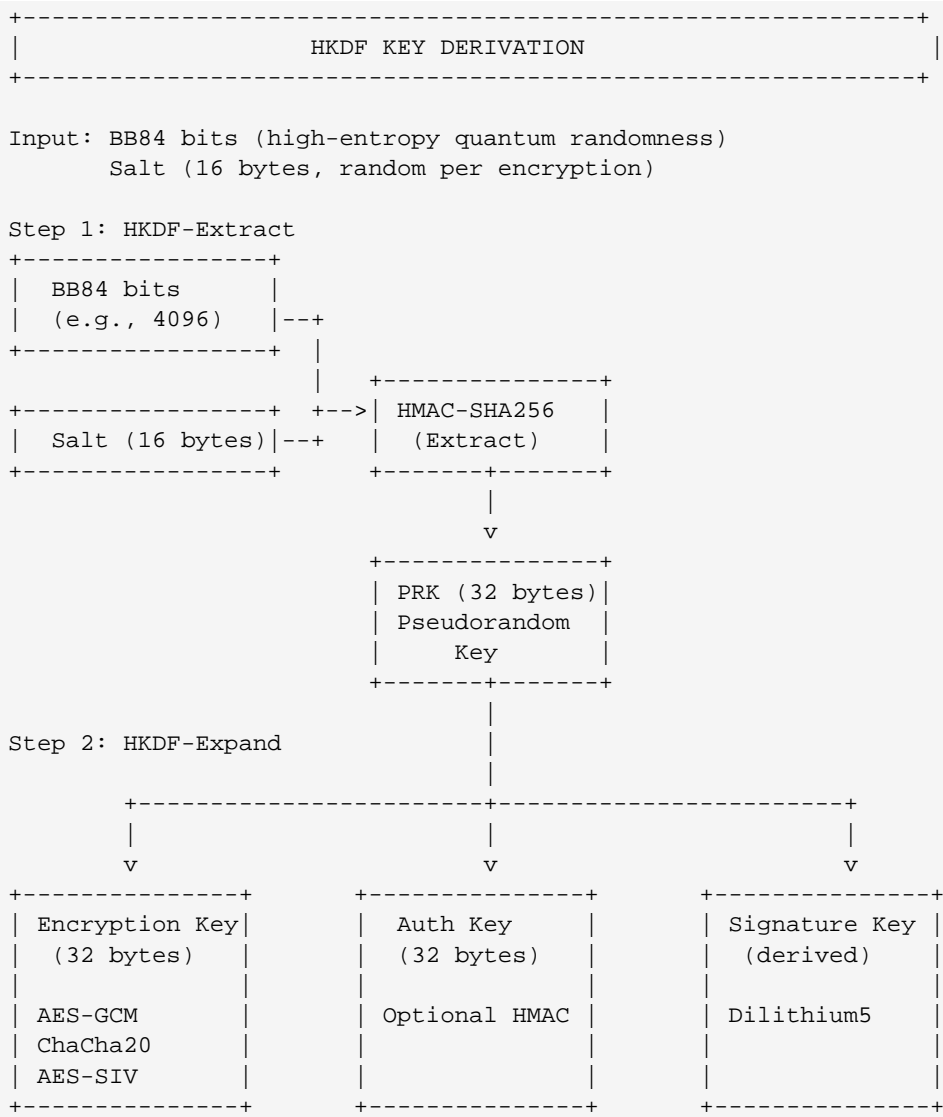 HKDF KEY DERIVATION
Input: BB84 bits (high-entropy quantum randomness)
Salt (16 bytes, random per encryption)
Step 1: HKDF-Extract
BB84 bits
(e.g., 4096)
Salt (16 bytes)
HMAC-SHA256
(Extract)
PRK (32 bytes)
Pseudorandom
Key
Step 2: HKDF-Expand
Encryption Key
(32 bytes)
AES-GCM
ChaCha20
AES-SIV
Auth Key
(32 bytes)
Optional HMAC
Signature Key
(derived)
Dilithium5